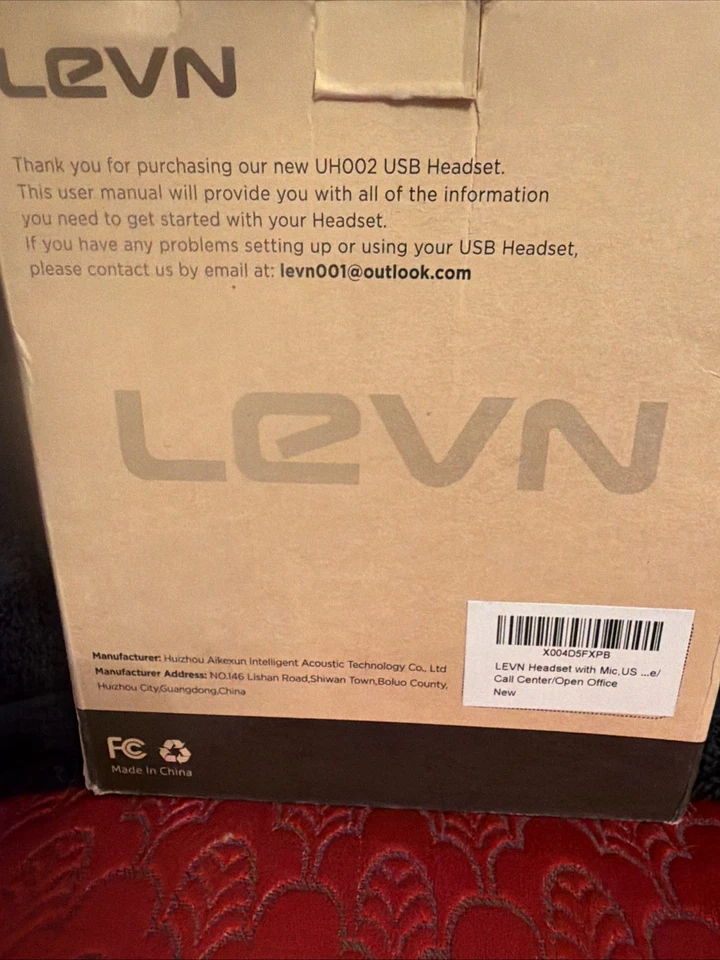 LEVN
Thank you for purchasing our new UH002 USB Headset.
This user manual will provide you with all of the information
you need to get started with your Headset.
If you have any problems setting up or using your USB Headset,
please contact us by email at: levn001@outlook.com
LEVN
Manufacturer: Huizhou Aikexun Intelligent Acoustic Technology Co., Ltd
Manufacturer Address: NO.146 Lishan Road,Shiwan Town,Boluo County,
Huizhou City,Guangdong,China
X004D5FXPB
LEVN Headset with Mic,US ...e/
Call Center/Open Office
New
FC
Made In China